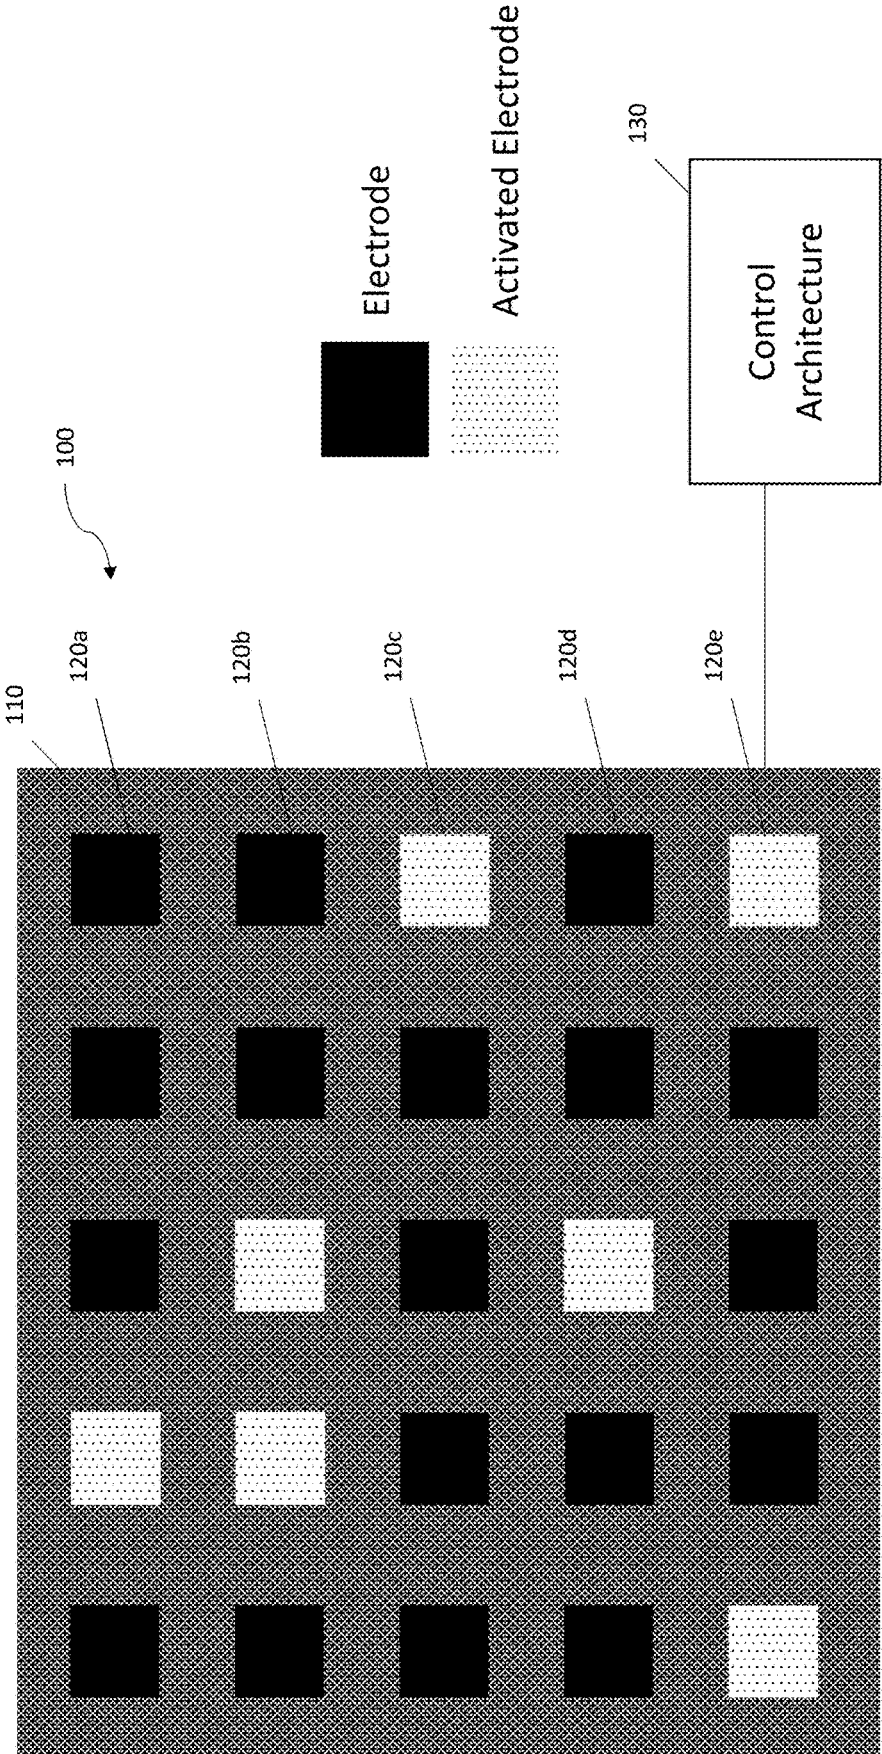 110
120a
120b
120c
120d
120e
100
Electrode
Activated Electrode
130
Control
Architecture